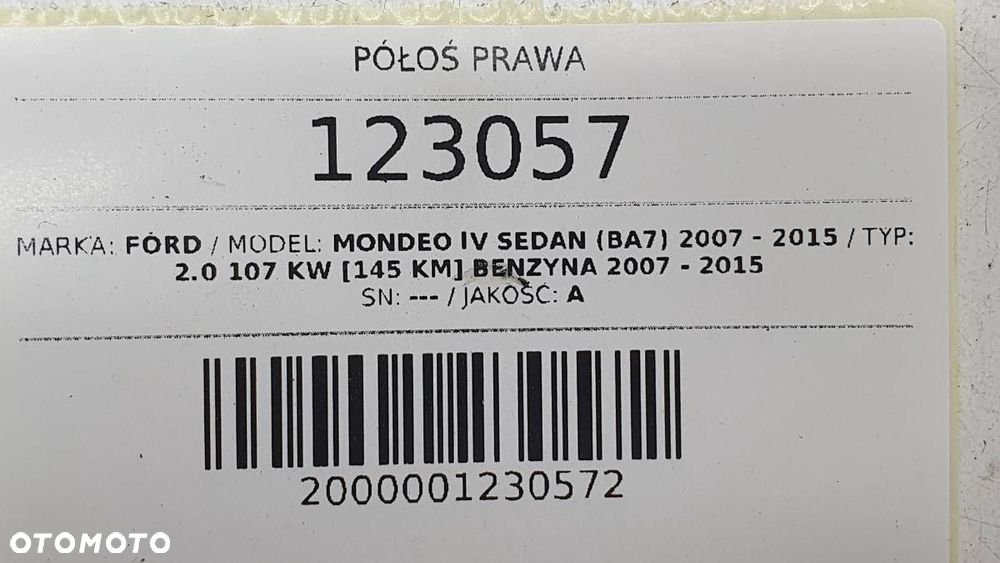 PÓŁOŚ PRAWA
123057
MARKA: FORD / MODEL: MONDEO IV SEDAN (BA7) 2007 - 2015 / TYP:
2.0 107 KW [145 KM] BENZYNA 2007 - 2015
SN: --- / JAKOŚĆ: A
2000001230572
OTOMOTO